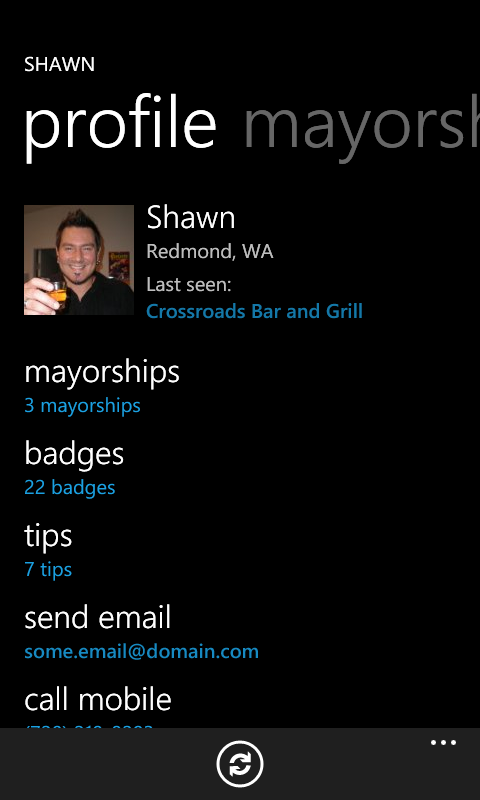 SHAWN
profile mayorsh
Shawn
Redmond, WA
Last seen:
Crossroads Bar and Grill
mayorships
3 mayorships
badges
22 badges
tips
7 tips
send email
some.email@domain.com
call mobile